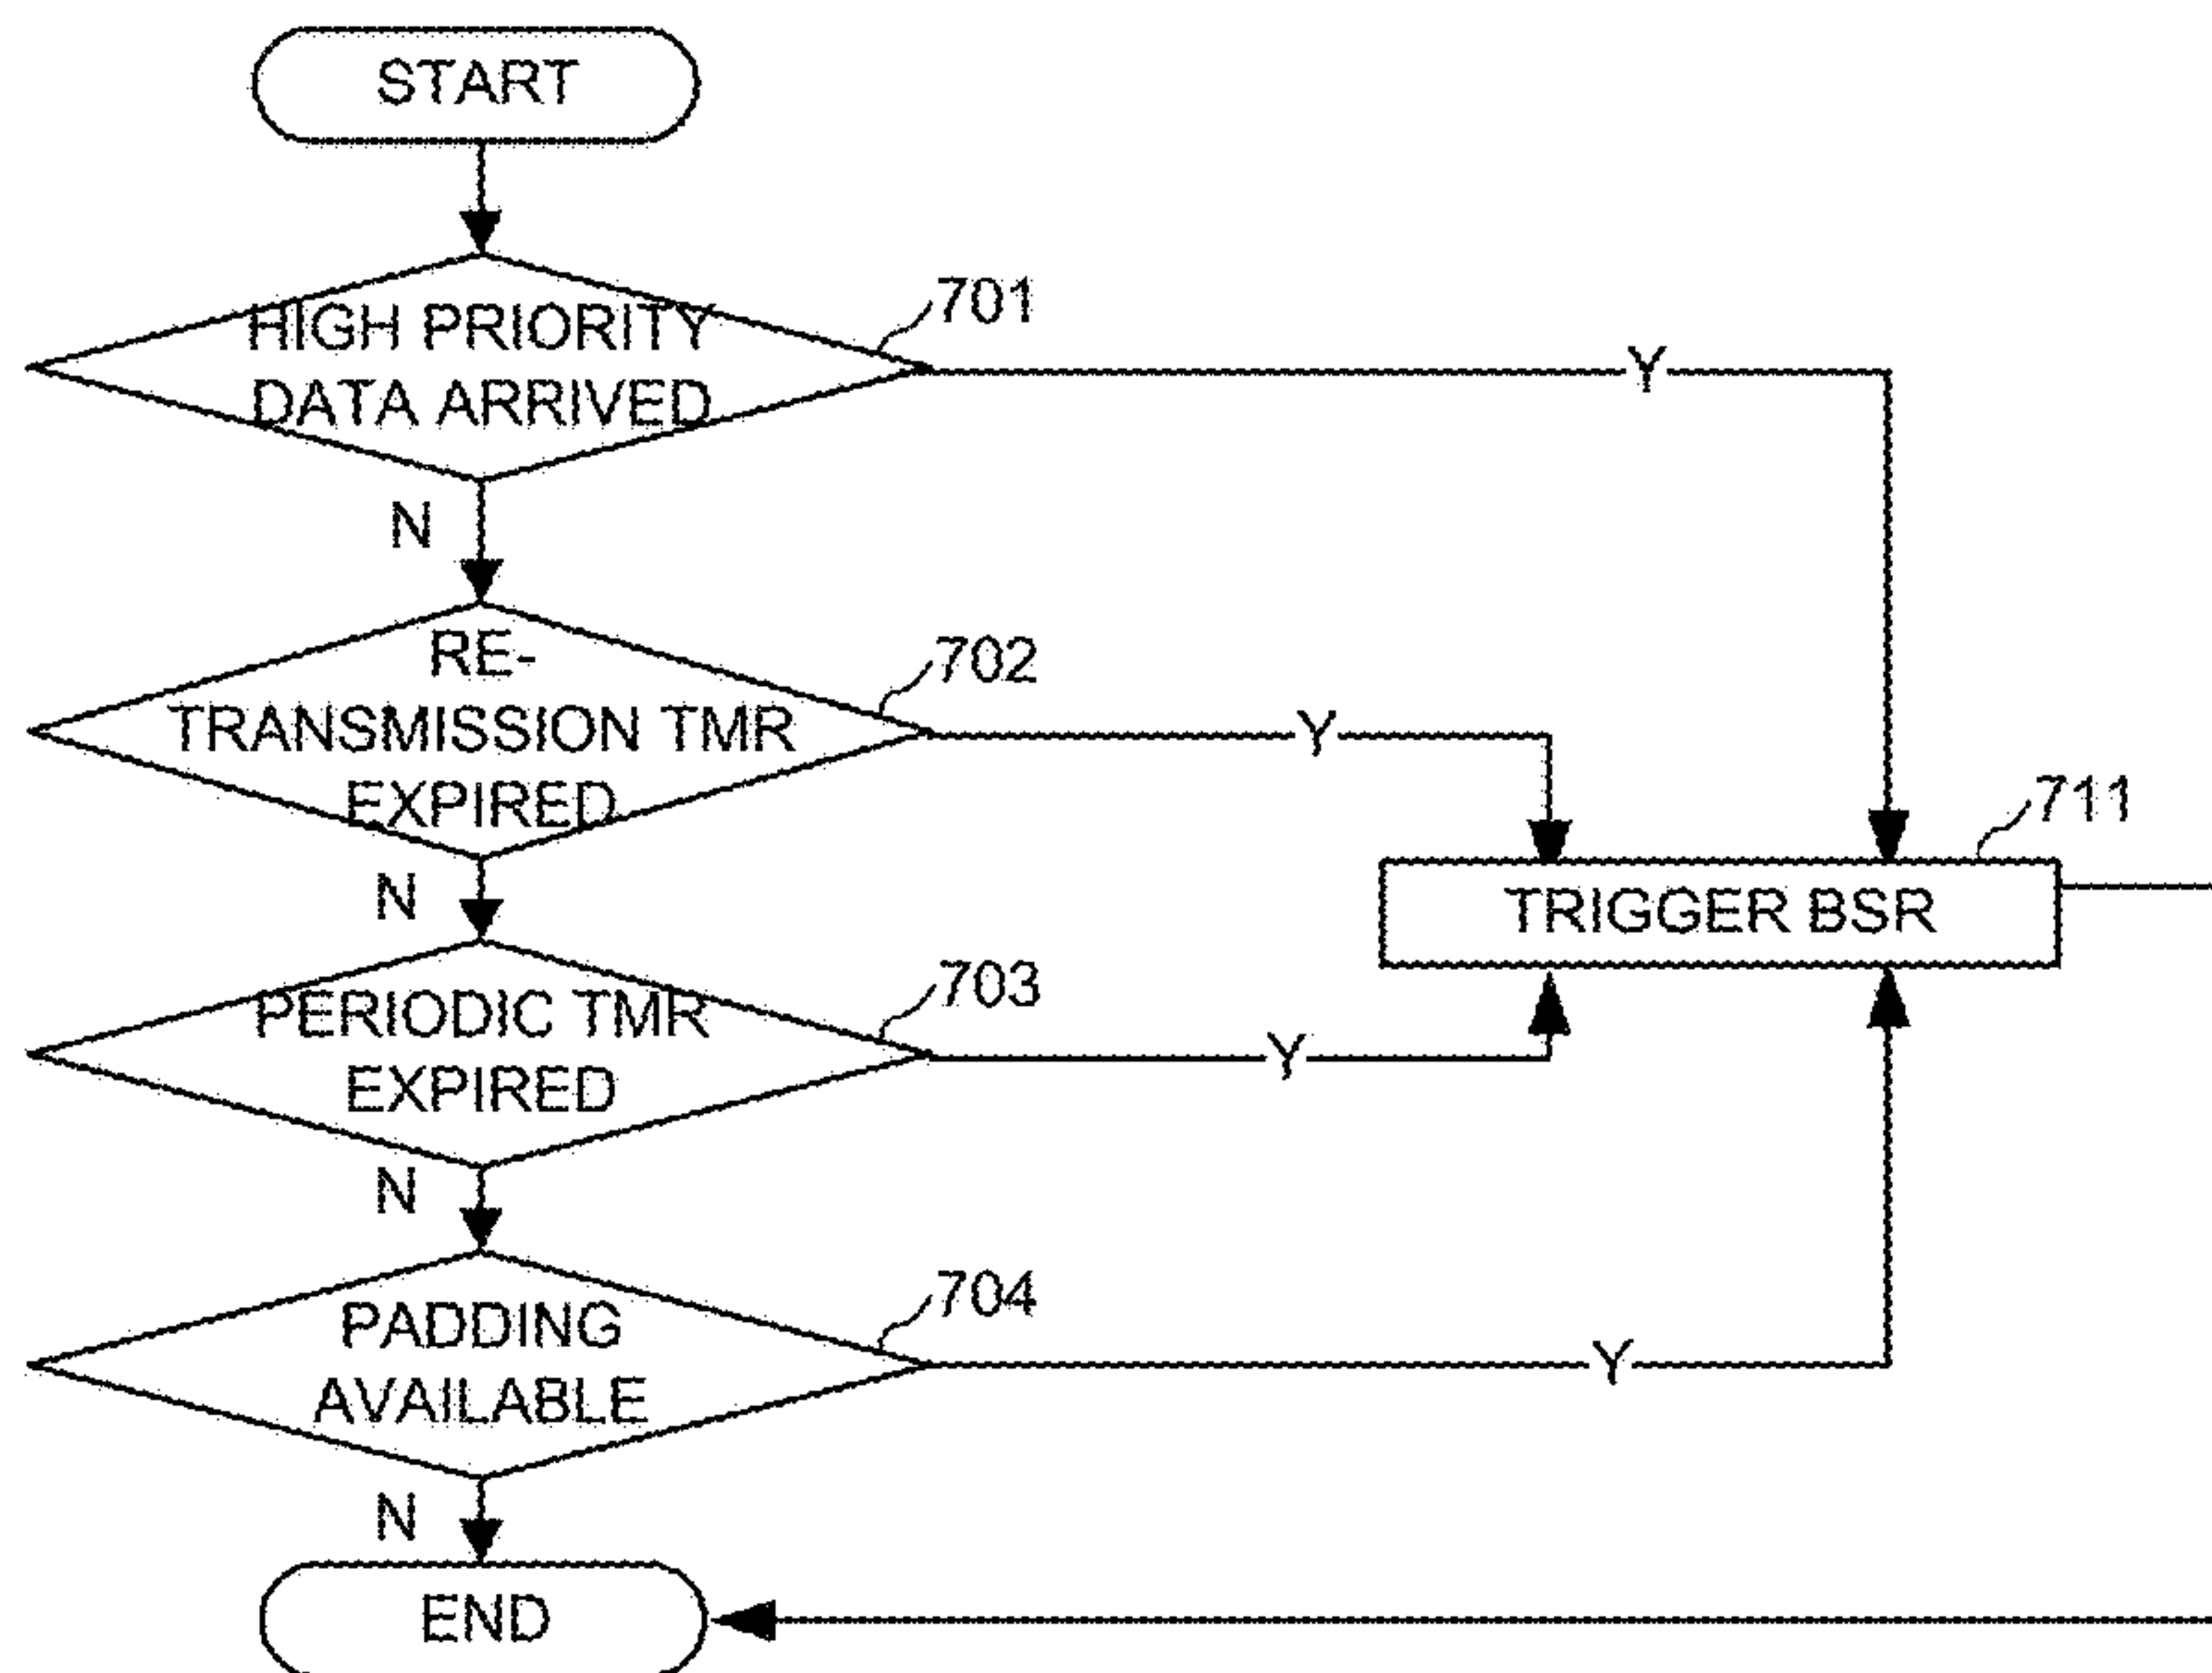 START
HIGH PRIORITY
DATA ARRIVED
701
Y
N
RE-
TRANSMISSION TMR
EXPIRED
702
Y
711
TRIGGER BSR
N
PERIODIC TMR
EXPIRED
703
Y
N
PADDING
AVAILABLE
704
Y
N
END